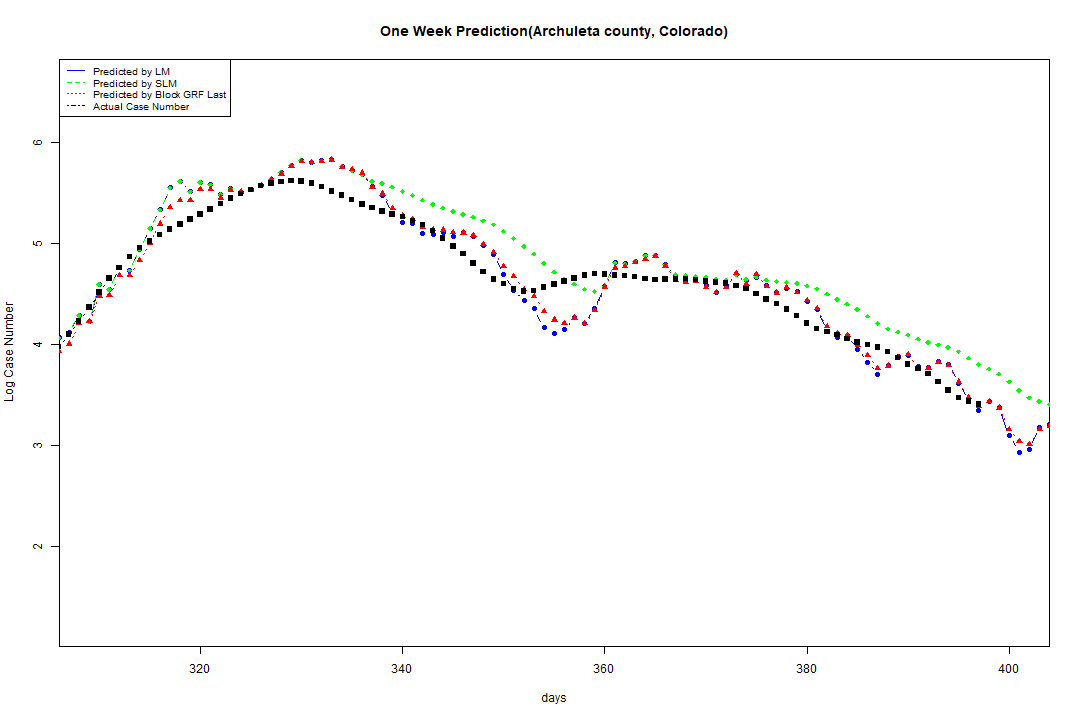 One Week Prediction(Archuleta county, Colorado)
Predicted by LM
Predicted by SLM
Predicted by Block GRF Last
Actual Case Number
6
5
4
3
2
Log Case Number
320
340
360
380
400
days